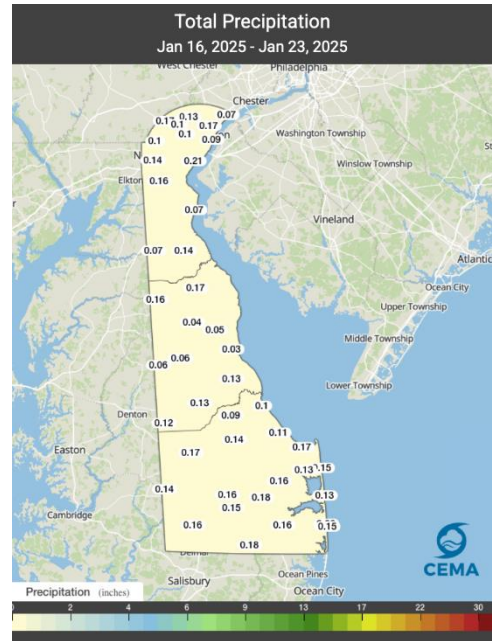 Total Precipitation
Jan 16, 2025 - Jan 23, 2025
West Chester
Philadelphia
Chester
0.07
0.13
0.17
0.1
0.17
0.1
0.09
0.1
Washington Township
0.14
0.21
Winslow Township
Elkton
0.16
0.07
Vineland
0.07
0.14
Atlantic
0.17
Ocean City
0.16
Upper Township
0.04
0.05
Middle Township
0.03
0.06
0.06
0.13
Lower Township
0.13
0.1
Denton
0.09
0.12
0.11
0.14
0.17
0.17
Easton
0.13
0.15
0.16
0.14
0.16
0.18
0.13
0.15
Cambridge
0.16
0.16
0.15
0.18
Delmar
CEMA
Salisbury
Ocean Pines
Ocean City
Precipitation (inches)
0 2 4 6 9 13 17 22 30